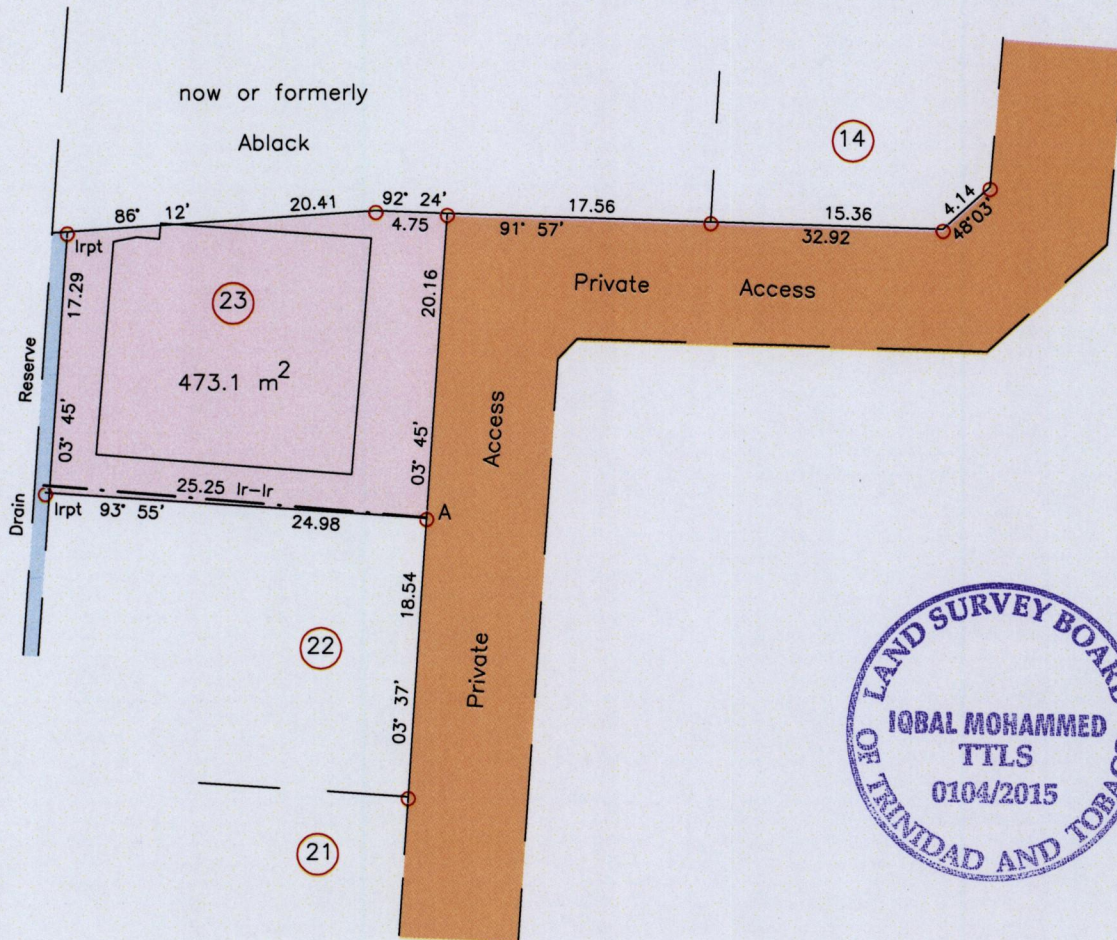 now or formerly
Ablack
14
86° 12'
20.41
92° 24'
4.75
17.56
91° 57'
15.36
32.92
4.14
48°03'
Irpt
17.29
23
20.16
Private Access
473.1 m²
Reserve
03° 45'
03° 45'
Access
25.25 Ir-Ir
Drain
Irpt
93° 55'
24.98
A
18.54
22
03° 37'
Private
21
LAND SURVEY BOARD
IQBAL MOHAMMED
TTLS
0104/2015
OF TRINIDAD AND TOBAGO